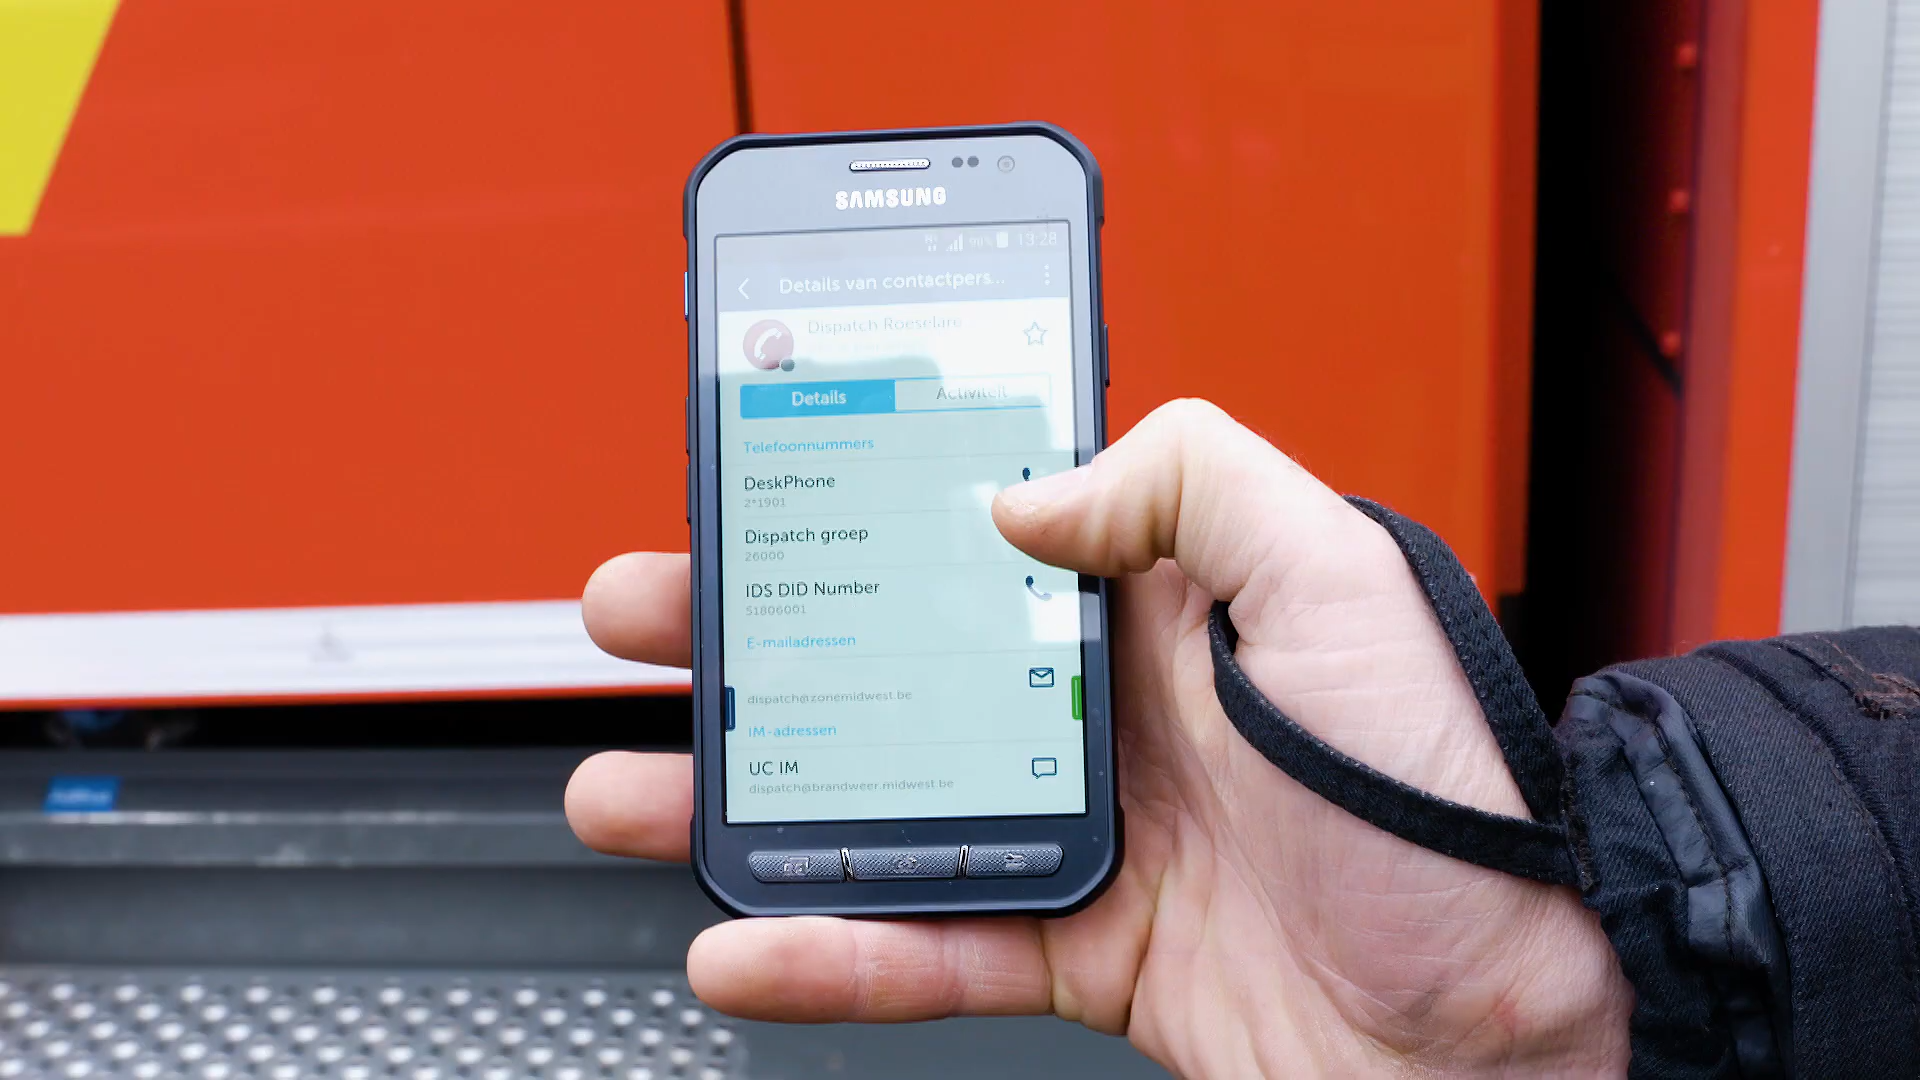 SAMSUNG
98% 13:28
Details van contactpers...
Dispatch Roeselare
Details Activiteit
Telefoonnummers
DeskPhone
2*1901
Dispatch groep
26000
IDS DID Number
51806001
E-mailadressen
dispatch@zonemidwest.be
IM-adressen
UC IM
dispatch@brandweer.midwest.be